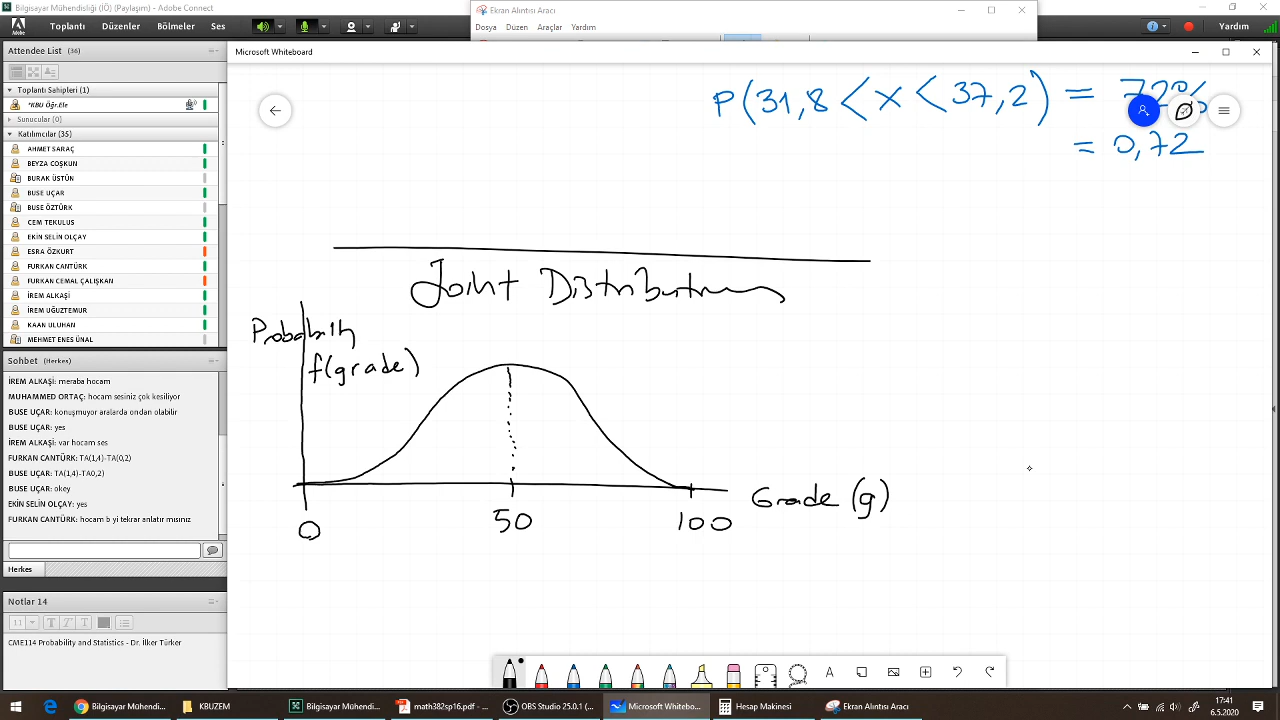 Bilgisayar Mühendisliği (İÖ) (Paylaşım) - Adobe Connect
Ekran Alıntısı Aracı
Toplantı Düzenler Bölmeler Ses
Dosya Düzen Araçlar Yardım
Yardım
Attendee List (36)
Microsoft Whiteboard
Toplantı Sahipleri (1)
*KBU Öğr.Ele
Sunucular (0)
Katılımcılar (35)
AHMET SARAÇ
BEYZA COŞKUN
BURAK ÜSTÜN
BUSE UÇAR
BUSE ÖZTÜRK
CEM TEKULUS
EKİN SELİN OLÇAY
ESRA ÖZKURT
FURKAN CANTÜRK
FURKAN CEMAL ÇALIŞKAN
İREM ALKAŞİ
İREM UĞUZTEMUR
KAAN ULUHAN
MEHMET ENES ÜNAL
P(31,8 < x < 37,2) = 72%
= 0,72
Joint Distributions
Probability
f(grade)
Grade (g)
0
50
100
Sohbet (Herkes)
İREM ALKAŞİ: meraba hocam
MUHAMMED ORTAÇ: hocam sesiniz çok kesiliyor
BUSE UÇAR: konuşmuyor aralarda ondan olabilir
BUSE UÇAR: yes
İREM ALKAŞİ: var hocam ses
FURKAN CANTÜRK: TA(1,4)-TA(0,2)
BUSE UÇAR: TA(1,4)-TA0,2)
BUSE UÇAR: okey
EKİN SELİN OLÇAY: yes
FURKAN CANTÜRK: hocam b yi tekrar anlatır mısınız
Herkes
Notlar 14
11
CME114 Probability and Statistics - Dr. İlker Türker
Bilgisayar Mühendi...
KRUZEM
Bilgisayar Mühendi...
math382sp16.pdf - ...
OBS Studio 25.0.1 (...
Microsoft Whitebo...
Hesap Makinesi
Ekran Alıntısı Aracı
17:41
6.5.2020